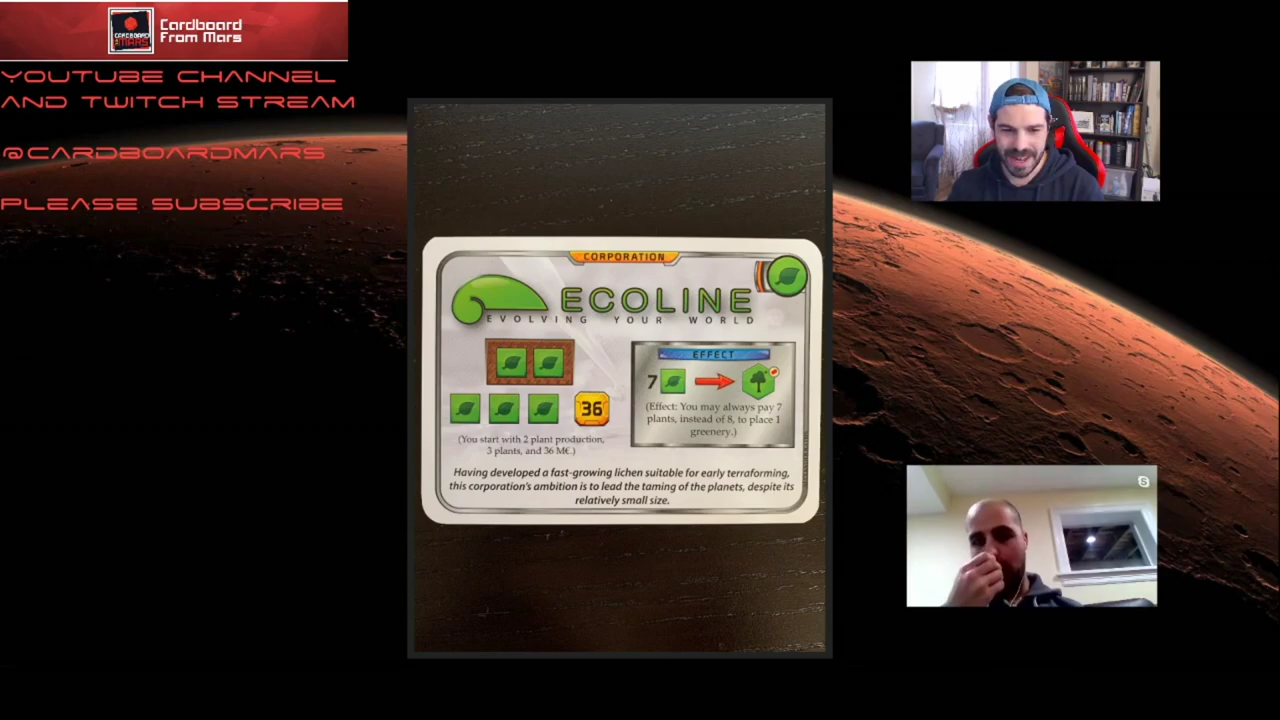 CARDBOARD
MARS
Cardboard
From Mars
YOUTUBE CHANNEL
AND TWITCH STREAM
@CARDBOARDMARS
PLEASE SUBSCRIBE
CORPORATION
ECOLINE
EVOLVING YOUR WORLD
EFFECT
7
36
(Effect: You may always pay 7
plants, instead of 8, to place 1
greenery.)
(You start with 2 plant production,
3 plants, and 36 M€.)
Having developed a fast-growing lichen suitable for early terraforming,
this corporation's ambition is to lead the taming of the planets, despite its
relatively small size.
S